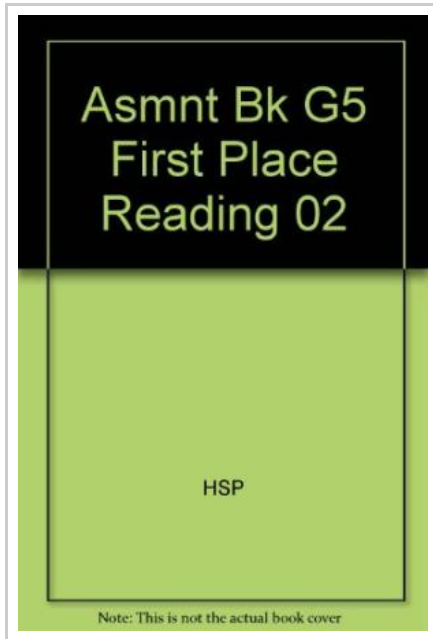 Asmnt Bk G5
First Place
Reading 02
HSP
Note: This is not the actual book cover